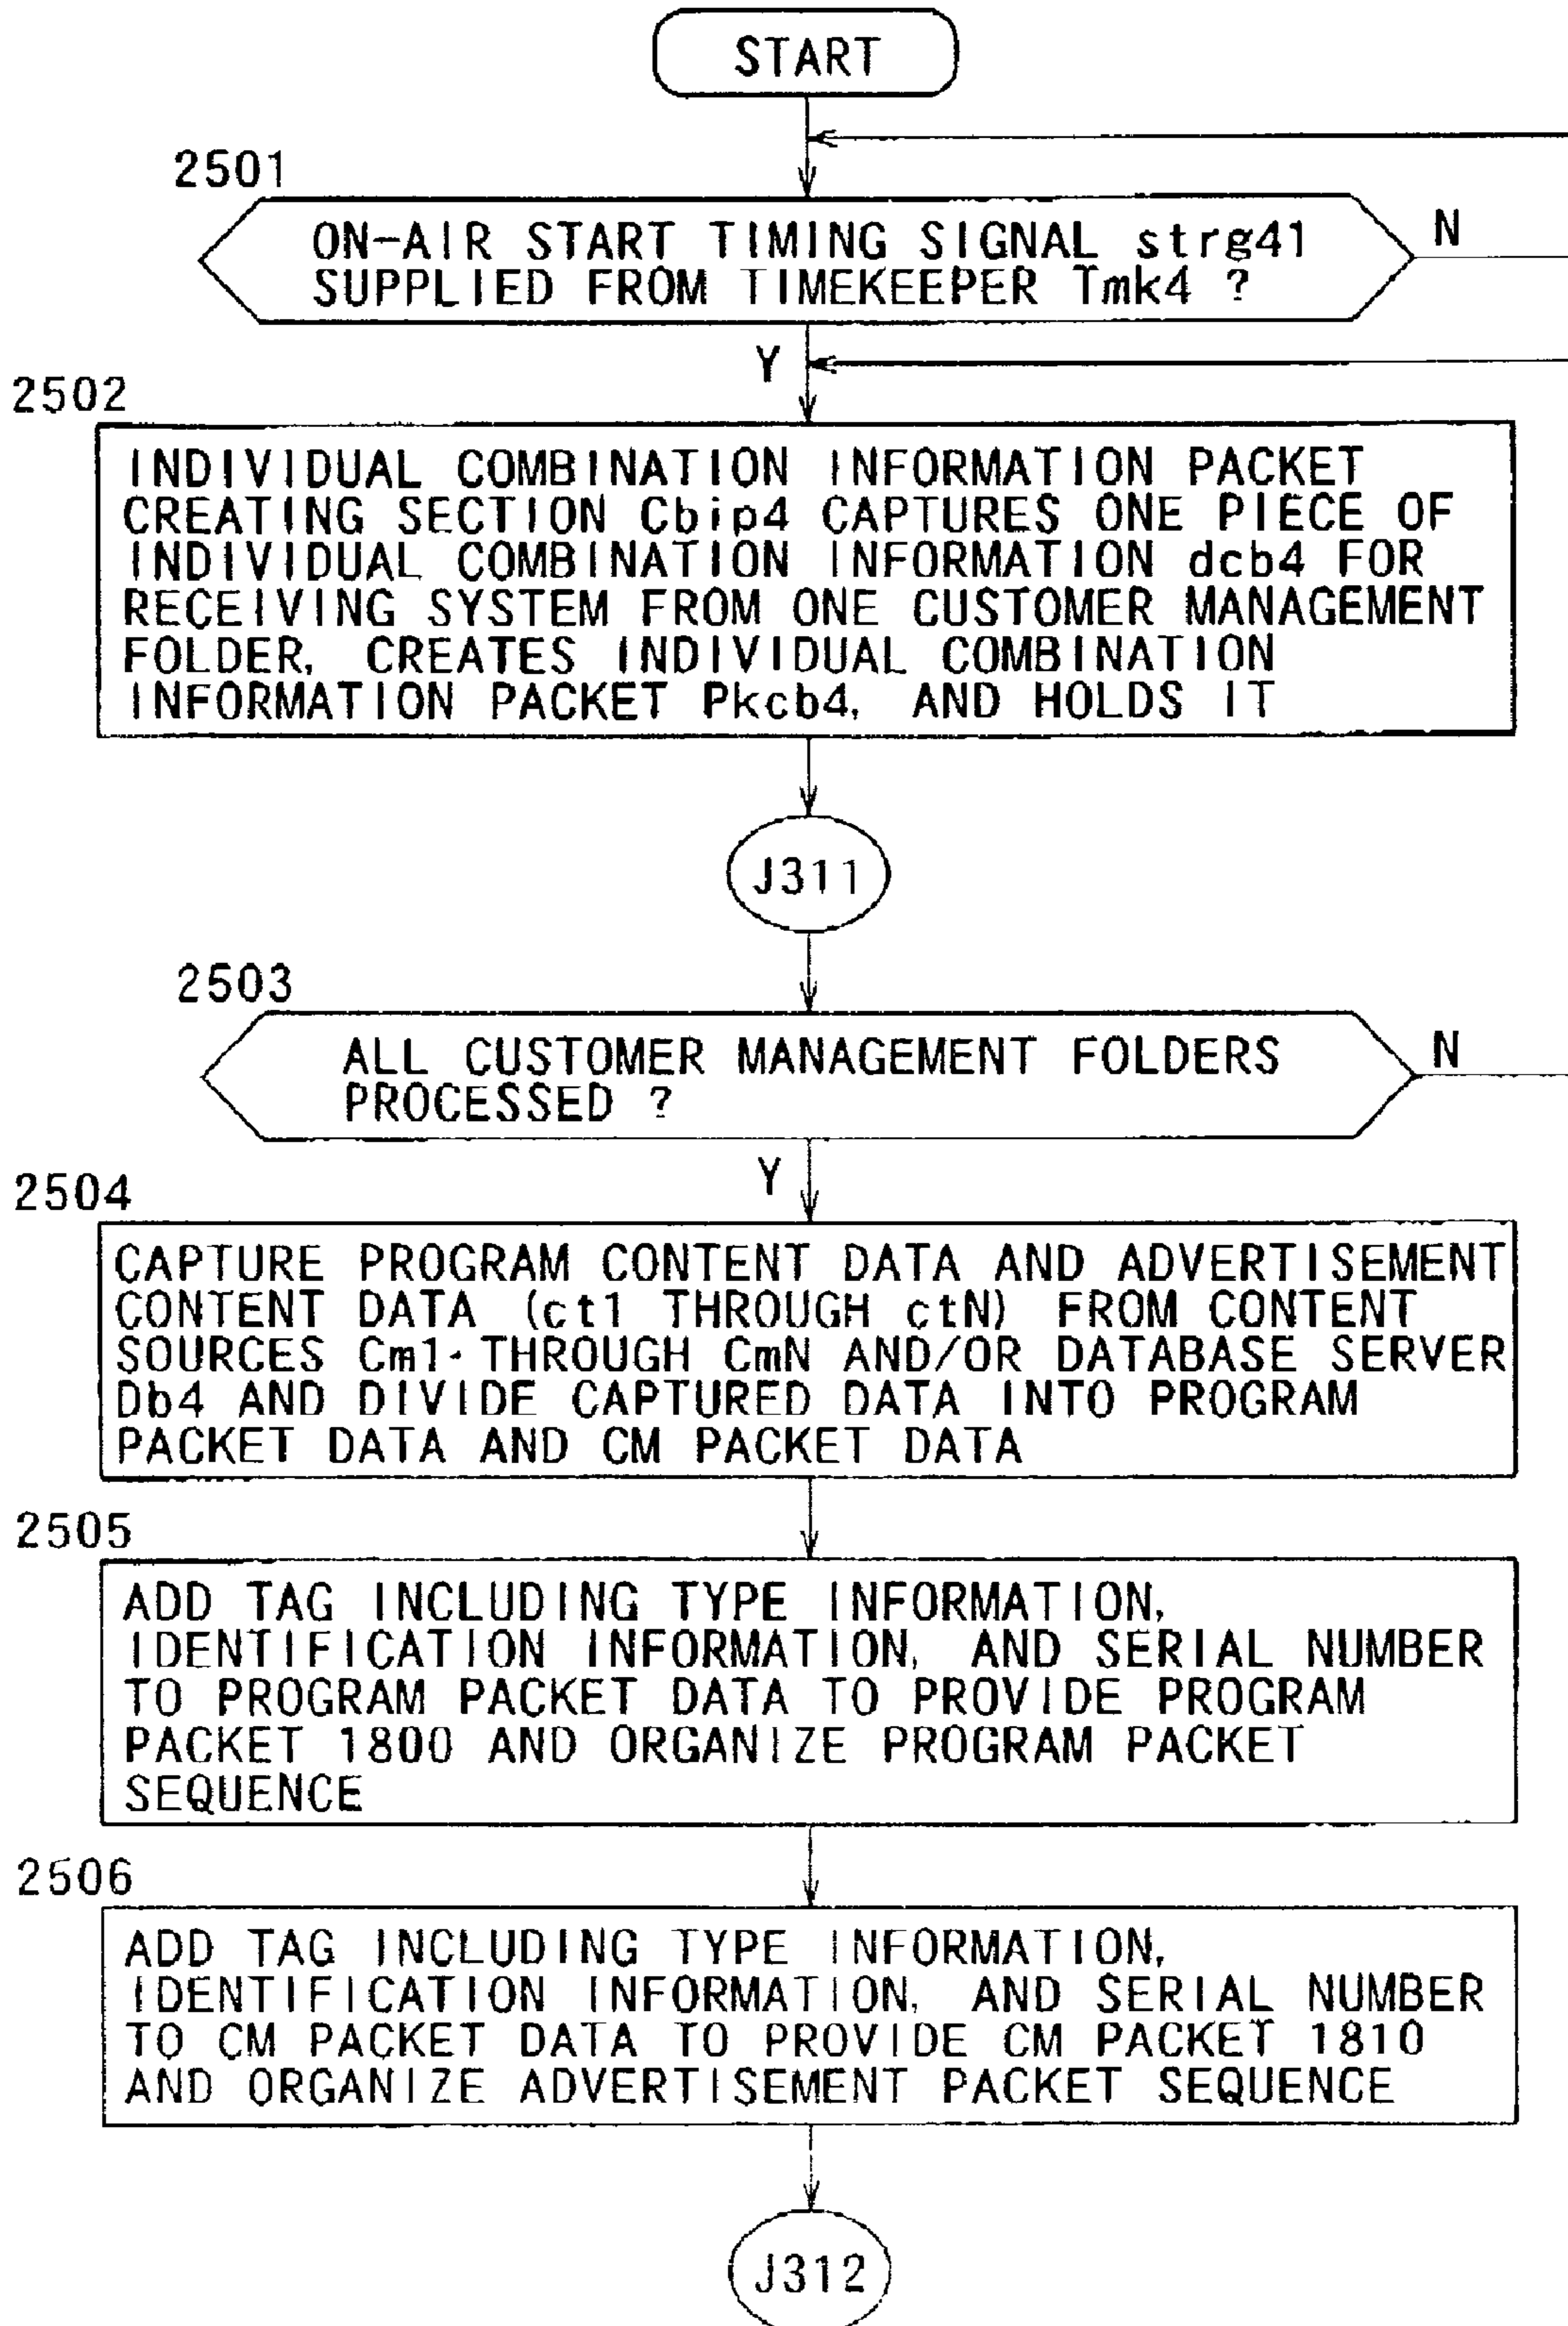 START
2501
ON-AIR START TIMING SIGNAL strg41
SUPPLIED FROM TIMEKEEPER Tmk4 ?
N
Y
2502
INDIVIDUAL COMBINATION INFORMATION PACKET
CREATING SECTION Cbip4 CAPTURES ONE PIECE OF
INDIVIDUAL COMBINATION INFORMATION dcb4 FOR
RECEIVING SYSTEM FROM ONE CUSTOMER MANAGEMENT
FOLDER, CREATES INDIVIDUAL COMBINATION
INFORMATION PACKET Pkcb4, AND HOLDS IT
J311
2503
ALL CUSTOMER MANAGEMENT FOLDERS
PROCESSED ?
N
Y
2504
CAPTURE PROGRAM CONTENT DATA AND ADVERTISEMENT
CONTENT DATA (ct1 THROUGH ctN) FROM CONTENT
SOURCES Cm1 THROUGH CmN AND/OR DATABASE SERVER
Db4 AND DIVIDE CAPTURED DATA INTO PROGRAM
PACKET DATA AND CM PACKET DATA
2505
ADD TAG INCLUDING TYPE INFORMATION,
IDENTIFICATION INFORMATION, AND SERIAL NUMBER
TO PROGRAM PACKET DATA TO PROVIDE PROGRAM
PACKET 1800 AND ORGANIZE PROGRAM PACKET
SEQUENCE
2506
ADD TAG INCLUDING TYPE INFORMATION,
IDENTIFICATION INFORMATION, AND SERIAL NUMBER
TO CM PACKET DATA TO PROVIDE CM PACKET 1810
AND ORGANIZE ADVERTISEMENT PACKET SEQUENCE
J312